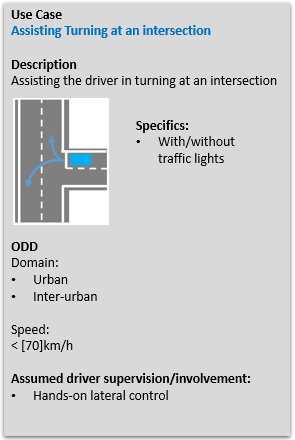 Use Case
Assisting Turning at an intersection
Description
Assisting the driver in turning at an intersection
Specifics:
• With/without
traffic lights
ODD
Domain:
• Urban
• Inter-urban
Speed:
< [70]km/h
Assumed driver supervision/involvement:
• Hands-on lateral control